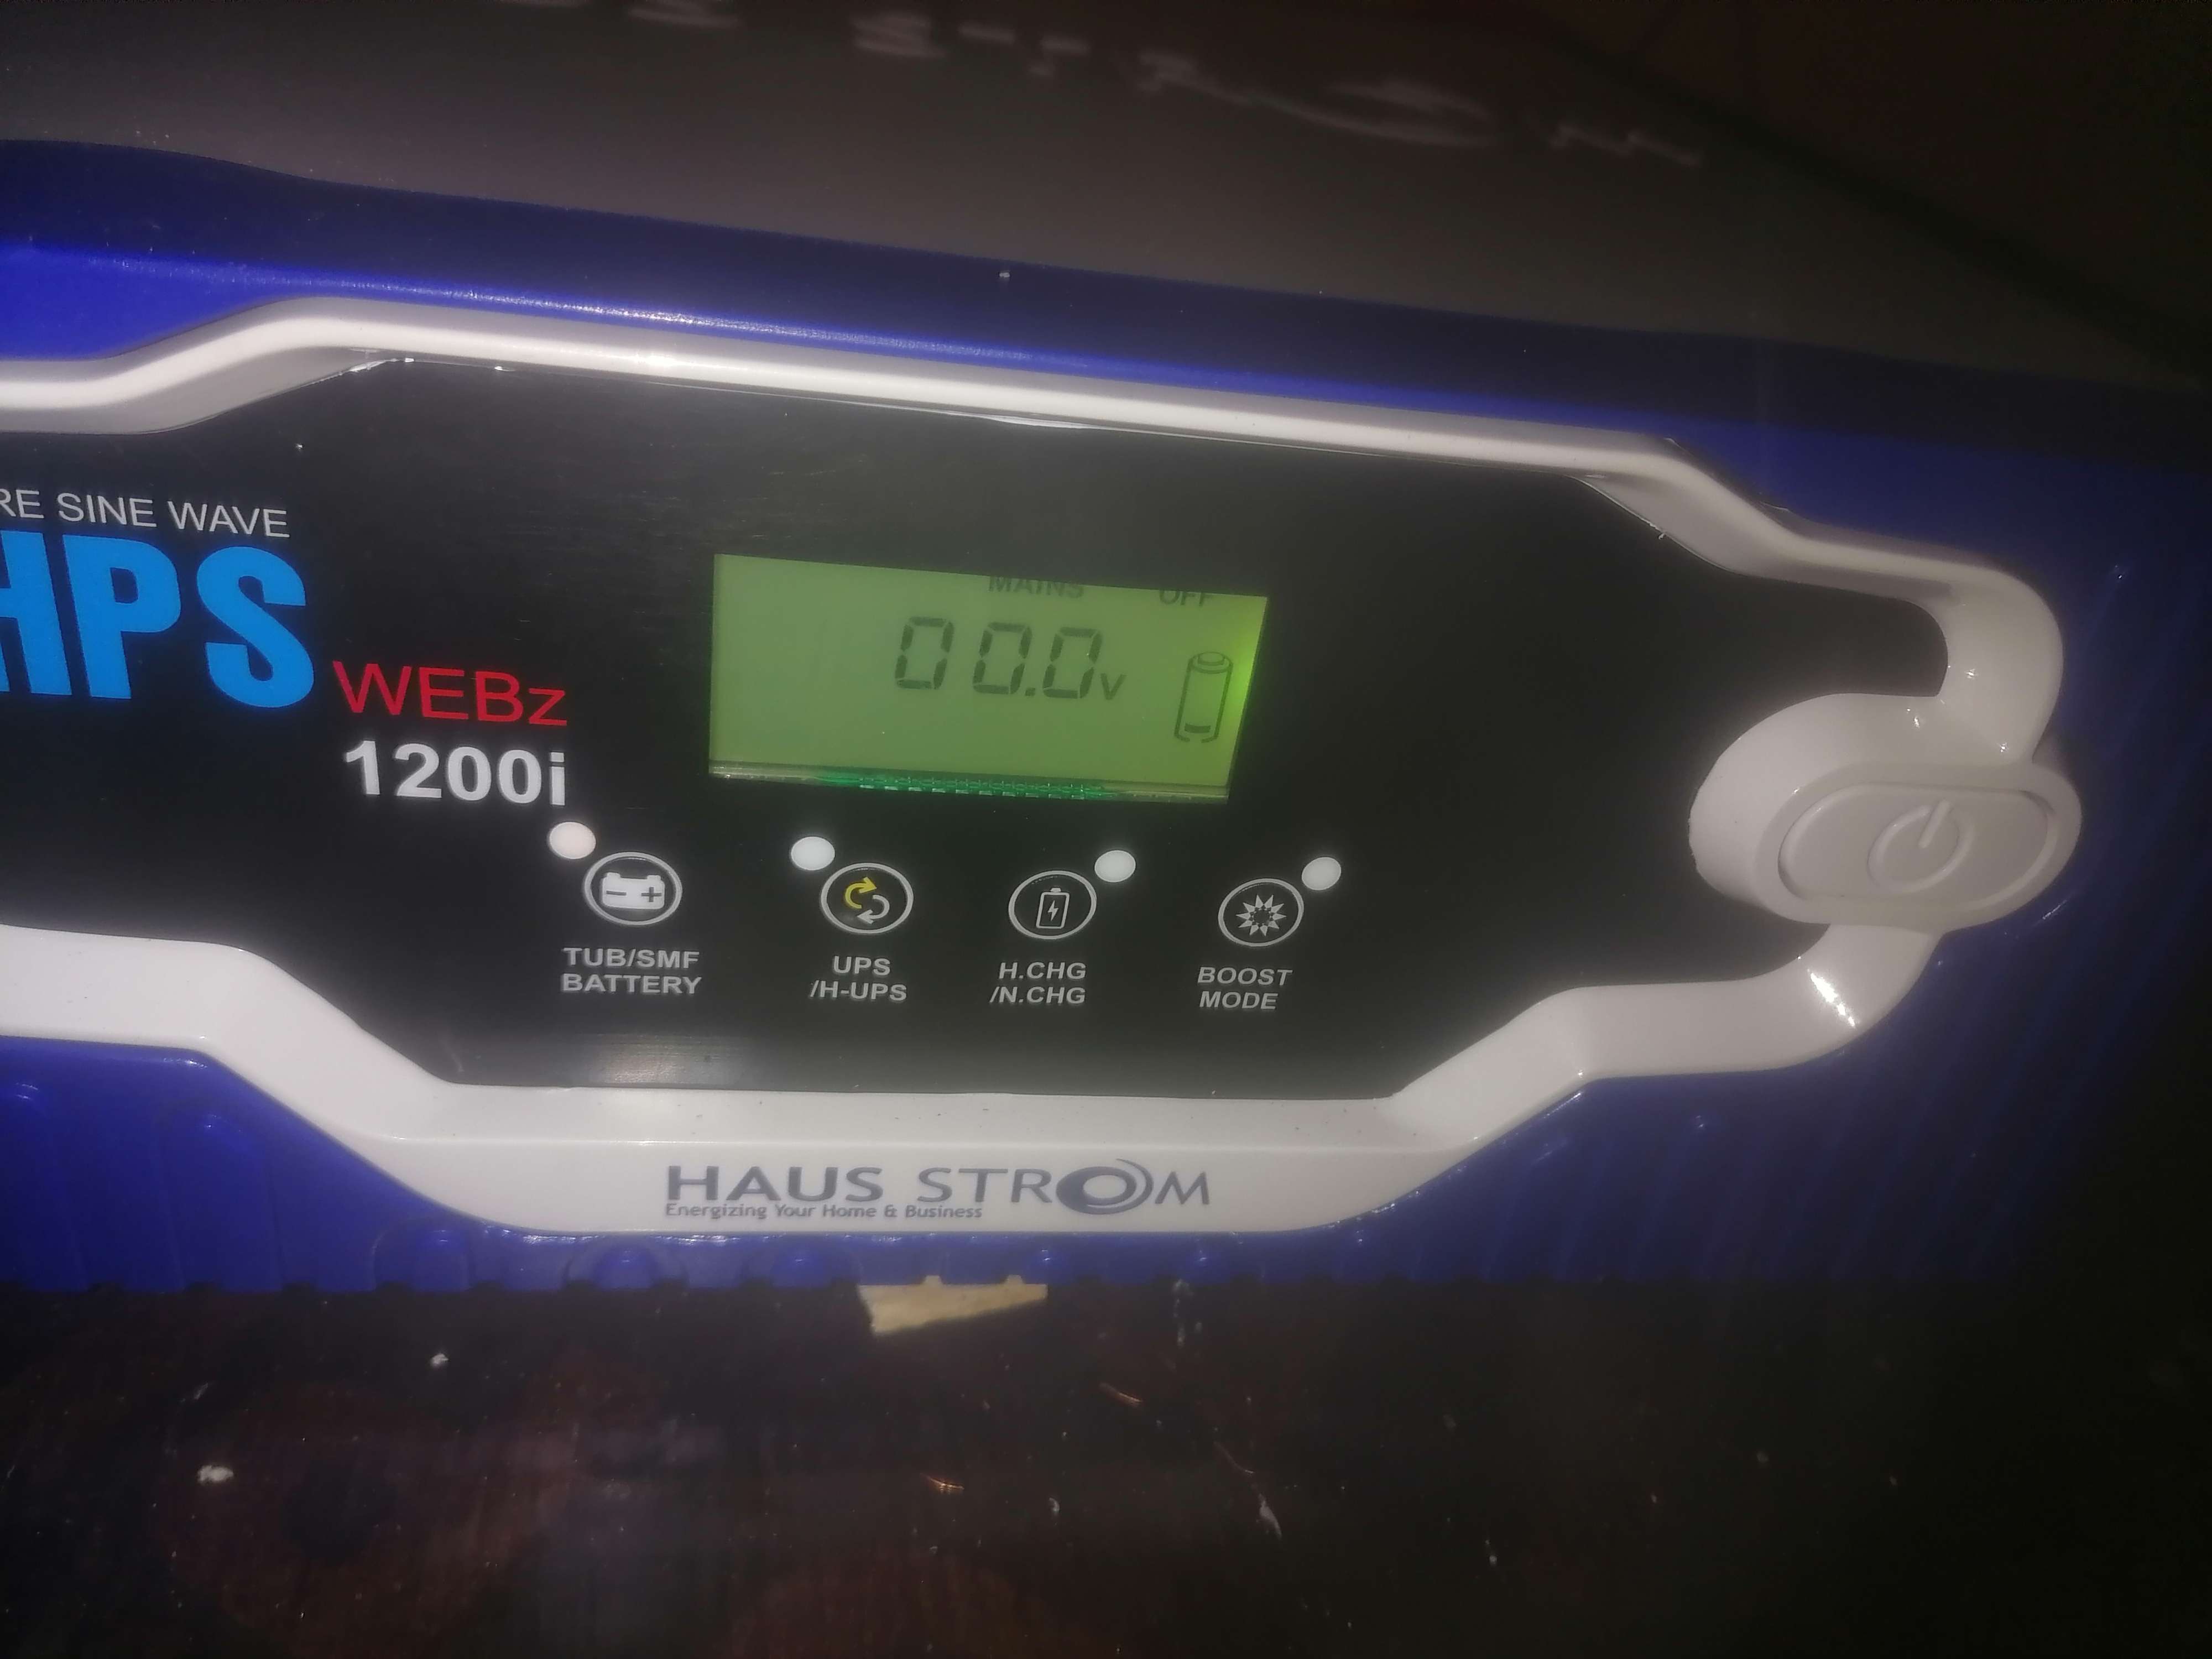 RE SINE WAVE
HPS
WEBz
1200i
MAINS OFF
00.0v
TUB/SMF
BATTERY
UPS
/H-UPS
H.CHG
/N.CHG
BOOST
MODE
HAUS STROM
Energizing Your Home & Business